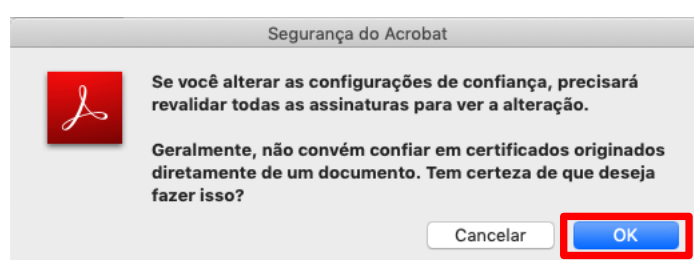 Segurança do Acrobat
Se você alterar as configurações de confiança, precisará
revalidar todas as assinaturas para ver a alteração.
Geralmente, não convém confiar em certificados originados
diretamente de um documento. Tem certeza de que deseja
fazer isso?
Cancelar OK